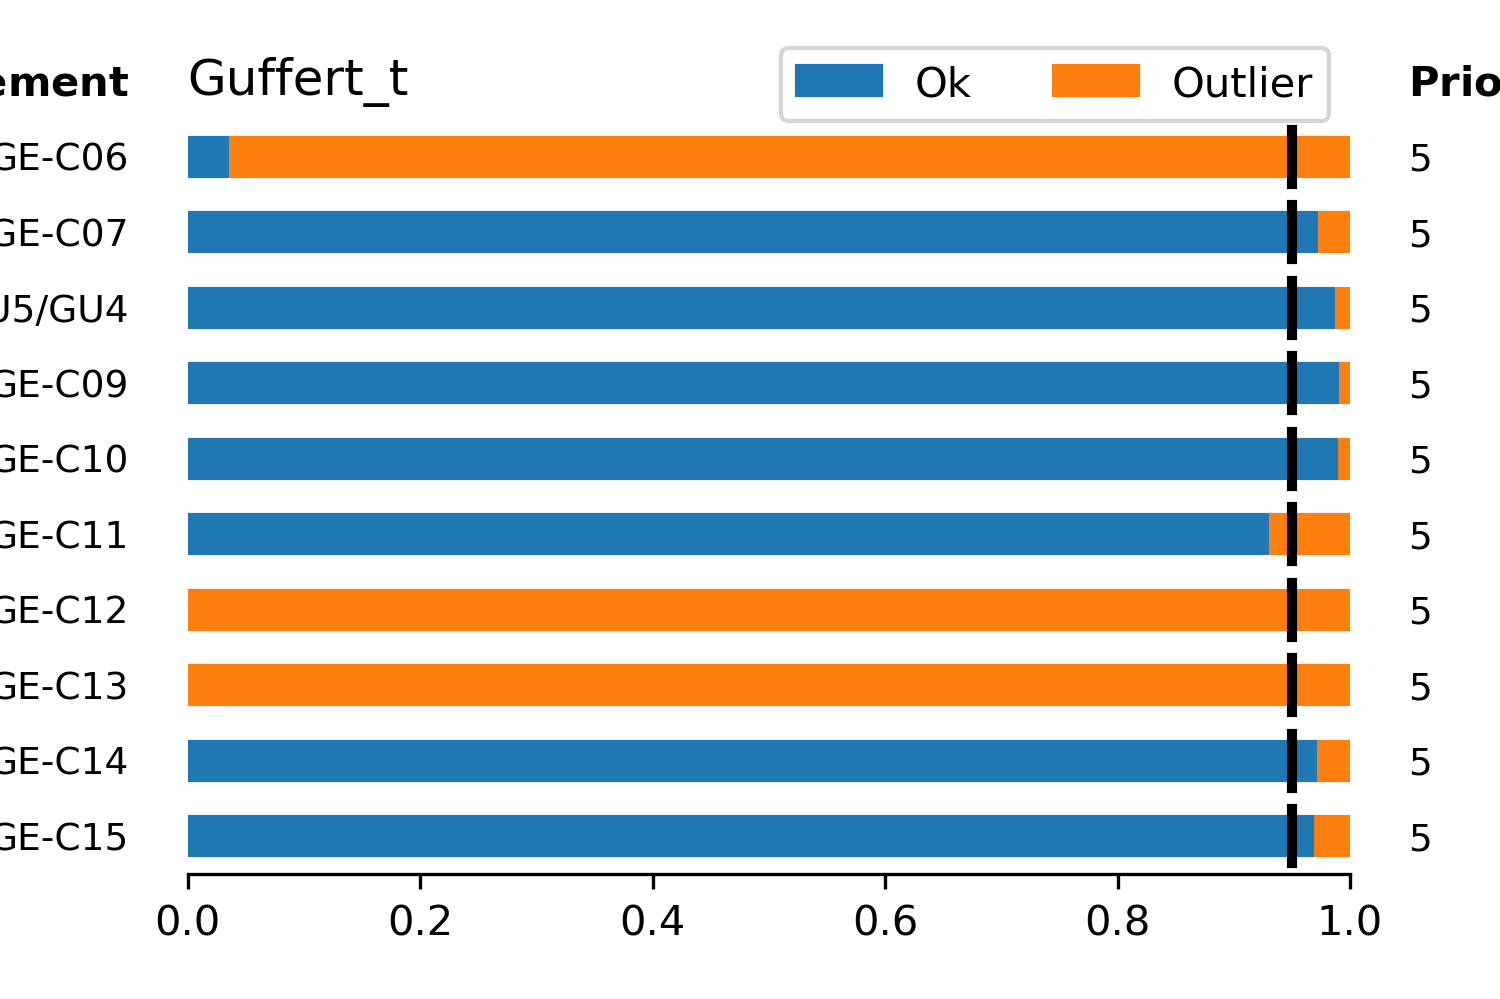 ement Guffert_t Ok Outlier Prio
GE-C06 5
GE-C07 5
U5/GU4 5
GE-C09 5
GE-C10 5
GE-C11 5
GE-C12 5
GE-C13 5
GE-C14 5
GE-C15 5
0.0 0.2 0.4 0.6 0.8 1.0